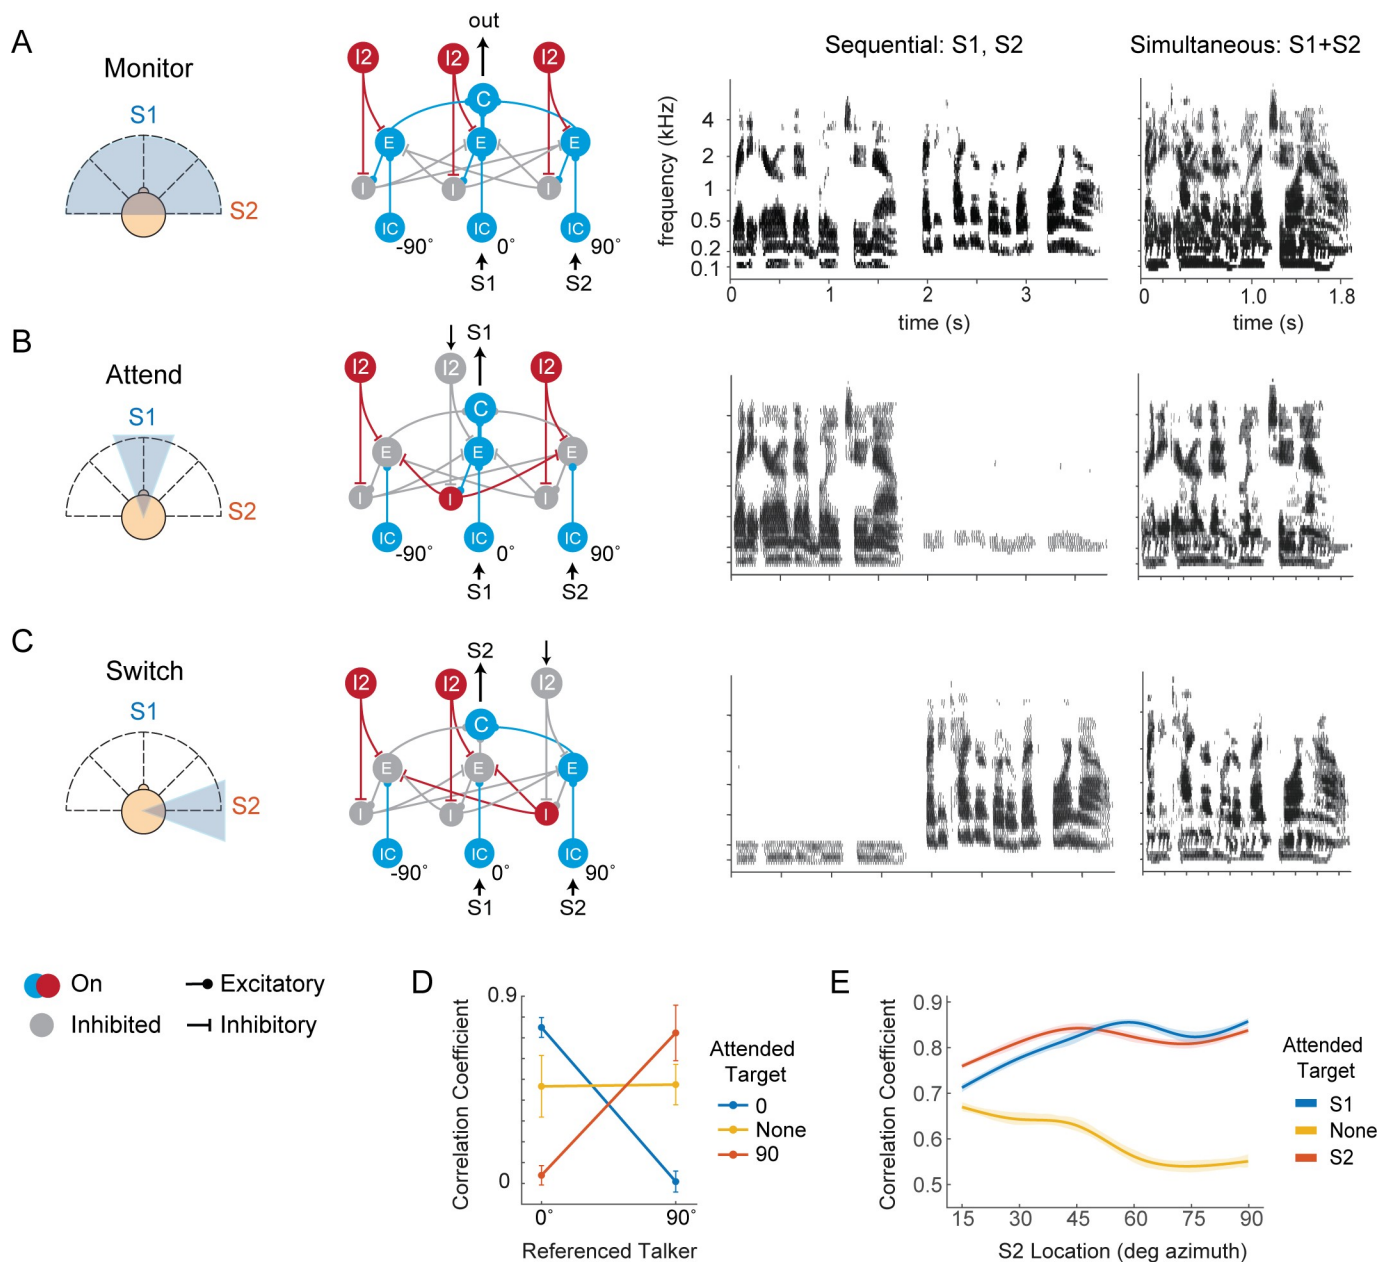 A
Monitor
S1
S2
out
I2 I2 I2
C
E E E
I I I
IC IC IC
-90° 0° 90°
S1 S2
Sequential: S1, S2
Simultaneous: S1+S2
frequency (kHz)
4
2
1
0.5
0.2
0.1
0 1 2 3
time (s)
0 1.0 1.8
time (s)
B
Attend
S1
S2
S1
I2 I2 I2
C
E E E
I I I
IC IC IC
-90° 0° 90°
S1 S2
C
Switch
S1
S2
S2
I2 I2 I2
C
E E E
I I I
IC IC IC
-90° 0° 90°
S1 S2
On
Excitatory
Inhibited
Inhibitory
D
Correlation Coefficient
0.9
0
0° 90°
Referenced Talker
Attended
Target
0
None
90
E
Correlation Coefficient
0.9
0.8
0.7
0.6
0.5
15 30 45 60 75 90
S2 Location (deg azimuth)
Attended
Target
S1
None
S2